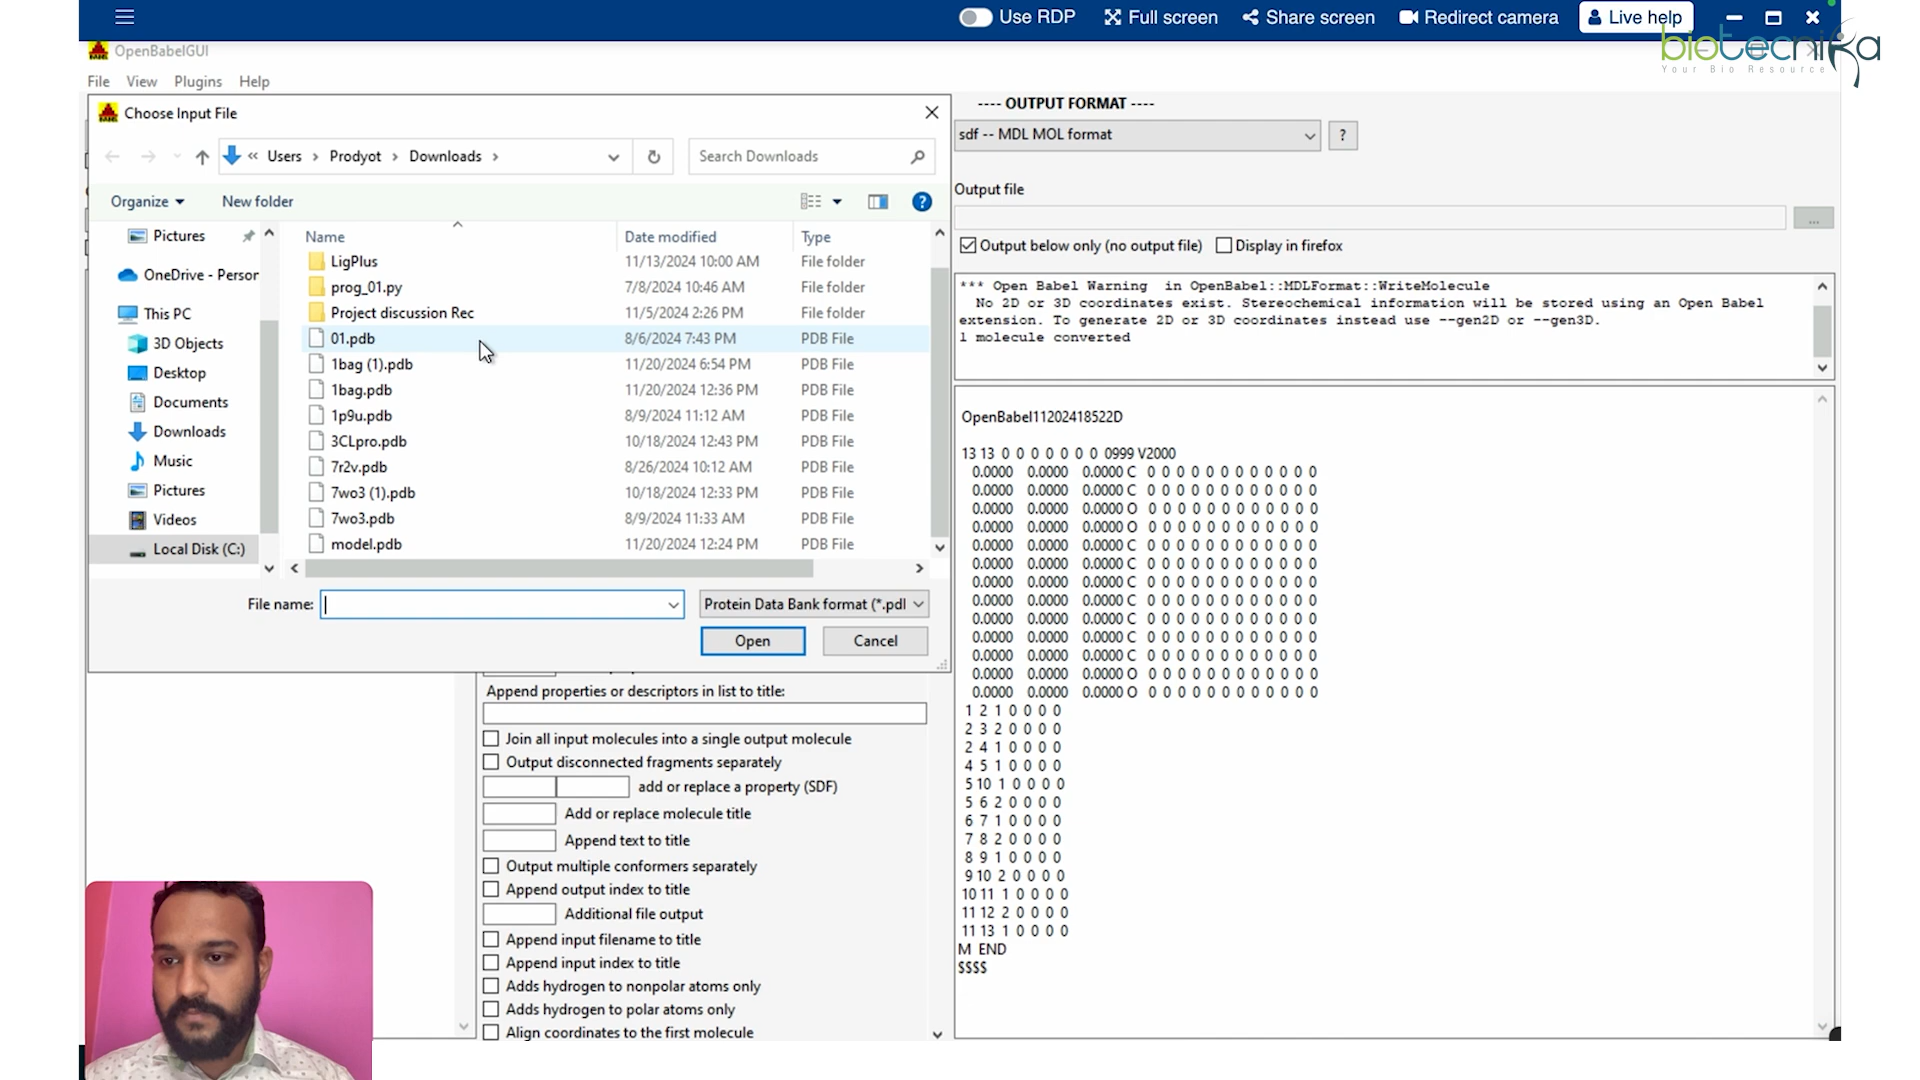 Use RDP
Full screen
Share screen
Redirect camera
Live help
biotecnika
Your Bio Resource
OpenBabelGUI
File View Plugins Help
Choose Input File
« Users > Prodyot > Downloads >
Search Downloads
Organize
New folder
Name
Date modified
Type
Pictures
OneDrive - Persor
This PC
3D Objects
Desktop
Documents
Downloads
Music
Pictures
Videos
Local Disk (C:)
LigPlus 11/13/2024 10:00 AM File folder
prog_01.py 7/8/2024 10:46 AM File folder
Project discussion Rec 11/5/2024 2:26 PM File folder
01.pdb 8/6/2024 7:43 PM PDB File
1bag (1).pdb 11/20/2024 6:54 PM PDB File
1bag.pdb 11/20/2024 12:36 PM PDB File
1p9u.pdb 8/9/2024 11:12 AM PDB File
3CLpro.pdb 10/18/2024 12:43 PM PDB File
7r2v.pdb 8/26/2024 10:12 AM PDB File
7wo3 (1).pdb 10/18/2024 12:33 PM PDB File
7wo3.pdb 8/9/2024 11:33 AM PDB File
model.pdb 11/20/2024 12:24 PM PDB File
File name:
Protein Data Bank format (*.pdl
Open
Cancel
Append properties or descriptors in list to title:
Join all input molecules into a single output molecule
Output disconnected fragments separately
add or replace a property (SDF)
Add or replace molecule title
Append text to title
Output multiple conformers separately
Append output index to title
Additional file output
Append input filename to title
Append input index to title
Adds hydrogen to nonpolar atoms only
Adds hydrogen to polar atoms only
Align coordinates to the first molecule
---- OUTPUT FORMAT ----
sdf -- MDL MOL format
?
Output file
...
Output below only (no output file)
Display in firefox
*** Open Babel Warning in OpenBabel::MDLFormat::WriteMolecule
No 2D or 3D coordinates exist. Stereochemical information will be stored using an Open Babel
extension. To generate 2D or 3D coordinates instead use --gen2D or --gen3D.
1 molecule converted
OpenBabel11202418522D
13 13 0 0 0 0 0 0 0 0999 V2000
0.0000 0.0000 0.0000 C 0 0 0 0 0 0 0 0 0 0 0 0
0.0000 0.0000 0.0000 C 0 0 0 0 0 0 0 0 0 0 0 0
0.0000 0.0000 0.0000 O 0 0 0 0 0 0 0 0 0 0 0 0
0.0000 0.0000 0.0000 O 0 0 0 0 0 0 0 0 0 0 0 0
0.0000 0.0000 0.0000 C 0 0 0 0 0 0 0 0 0 0 0 0
0.0000 0.0000 0.0000 C 0 0 0 0 0 0 0 0 0 0 0 0
0.0000 0.0000 0.0000 C 0 0 0 0 0 0 0 0 0 0 0 0
0.0000 0.0000 0.0000 C 0 0 0 0 0 0 0 0 0 0 0 0
0.0000 0.0000 0.0000 C 0 0 0 0 0 0 0 0 0 0 0 0
0.0000 0.0000 0.0000 C 0 0 0 0 0 0 0 0 0 0 0 0
0.0000 0.0000 0.0000 C 0 0 0 0 0 0 0 0 0 0 0 0
0.0000 0.0000 0.0000 O 0 0 0 0 0 0 0 0 0 0 0 0
0.0000 0.0000 0.0000 O 0 0 0 0 0 0 0 0 0 0 0 0
1 2 1 0 0 0 0
2 3 2 0 0 0 0
2 4 1 0 0 0 0
4 5 1 0 0 0 0
5 10 1 0 0 0 0
5 6 2 0 0 0 0
6 7 1 0 0 0 0
7 8 2 0 0 0 0
8 9 1 0 0 0 0
9 10 2 0 0 0 0
10 11 1 0 0 0 0
11 12 2 0 0 0 0
11 13 1 0 0 0 0
M END
$$$$